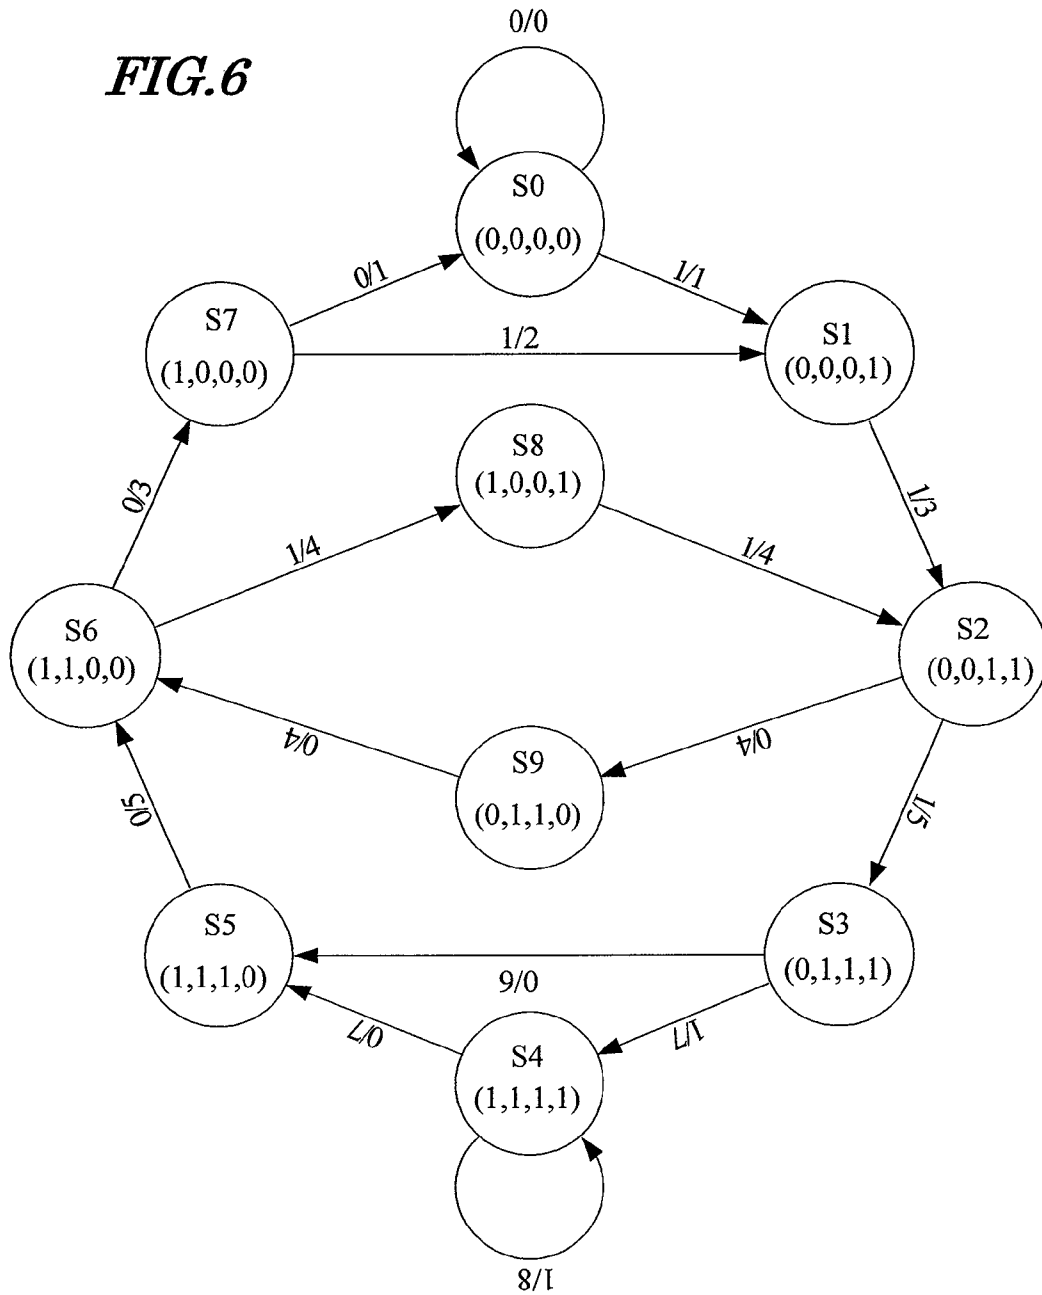 FIG.6
0/0
S0
(0,0,0,0)
0/1
1/1
S7
(1,0,0,0)
1/2
S1
(0,0,0,1)
S8
(1,0,0,1)
0/3
1/3
1/4
1/4
S6
(1,1,0,0)
S2
(0,0,1,1)
0/4
0/4
S9
(0,1,1,0)
0/5
1/5
S5
(1,1,1,0)
S3
(0,1,1,1)
0/6
0/7
1/7
S4
(1,1,1,1)
1/8